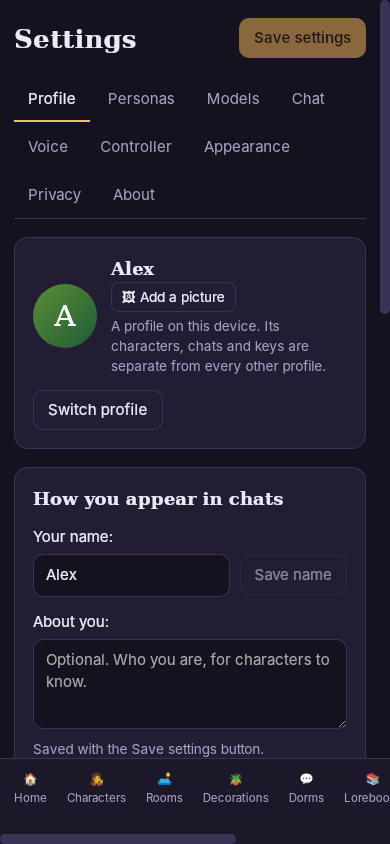 Settings
Save settings
Profile
Personas
Models
Chat
Voice
Controller
Appearance
Privacy
About
Alex
A
Add a picture
A profile on this device. Its
characters, chats and keys are
separate from every other profile.
Switch profile
How you appear in chats
Your name:
Alex
Save name
About you:
Optional. Who you are, for characters to
know.
Saved with the Save settings button.
Home
Characters
Rooms
Decorations
Dorms